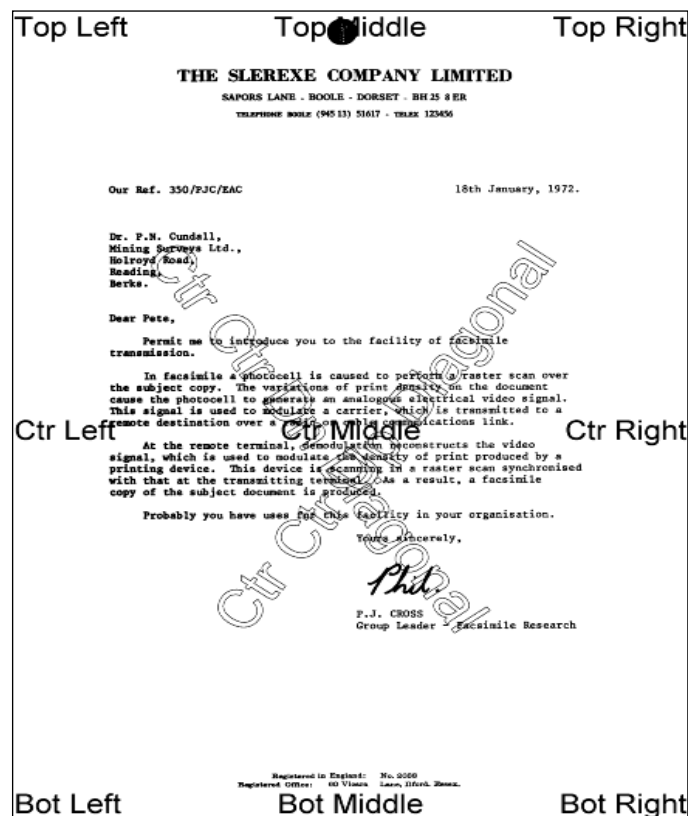 Top Left Top Middle Top Right
THE SLEREXE COMPANY LIMITED
SAPORS LANE - BOOLE - DORSET - BH 25 8 ER
TELEPHONE BOOLE (945 13) 51617 - TELEX 123456
Our Ref. 350/PJC/EAC 18th January, 1972.
Dr. P.N. Cundall,
Mining Surveys Ltd.,
Holroyd Road,
Reading,
Berks.
Dear Pete,
Permit me to introduce you to the facility of facsimile
transmission.
In facsimile a photocell is caused to perform a raster scan over
the subject copy. The variations of print density on the document
cause the photocell to generate an analogous electrical video signal.
This signal is used to modulate a carrier, which is transmitted to a
remote destination over a radio or cable communications link.
Ctr Left Ctr Middle Ctr Right
At the remote terminal, demodulation reconstructs the video
signal, which is used to modulate the density of print produced by a
printing device. This device is scanning in a raster scan synchronised
with that at the transmitting terminal. As a result, a facsimile
copy of the subject document is produced.
Probably you have uses for this facility in your organisation.
Yours sincerely,
Phil.
P.J. CROSS
Group Leader - Facsimile Research
Ctr Ctr Diagonal
Ctr Ctr Diagonal
Registered in England: No. 2038
Registered Office: 60 Vicara Lane, Ilford. Essex.
Bot Left Bot Middle Bot Right